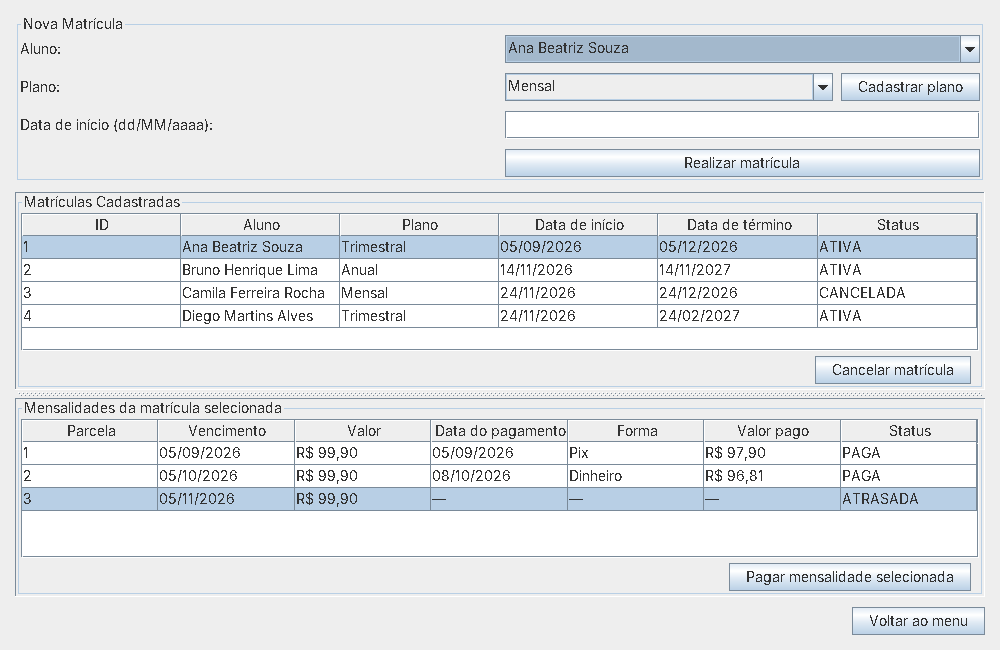 Nova Matrícula
Aluno: Ana Beatriz Souza
Plano: Mensal Cadastrar plano
Data de início (dd/MM/aaaa):
Realizar matrícula
Matrículas Cadastradas
ID Aluno Plano Data de início Data de término Status
1 Ana Beatriz Souza Trimestral 05/09/2026 05/12/2026 ATIVA
2 Bruno Henrique Lima Anual 14/11/2026 14/11/2027 ATIVA
3 Camila Ferreira Rocha Mensal 24/11/2026 24/12/2026 CANCELADA
4 Diego Martins Alves Trimestral 24/11/2026 24/02/2027 ATIVA
Cancelar matrícula
Mensalidades da matrícula selecionada
Parcela Vencimento Valor Data do pagamento Forma Valor pago Status
1 05/09/2026 R$ 99,90 05/09/2026 Pix R$ 97,90 PAGA
2 05/10/2026 R$ 99,90 08/10/2026 Dinheiro R$ 96,81 PAGA
3 05/11/2026 R$ 99,90 — — — ATRASADA
Pagar mensalidade selecionada
Voltar ao menu